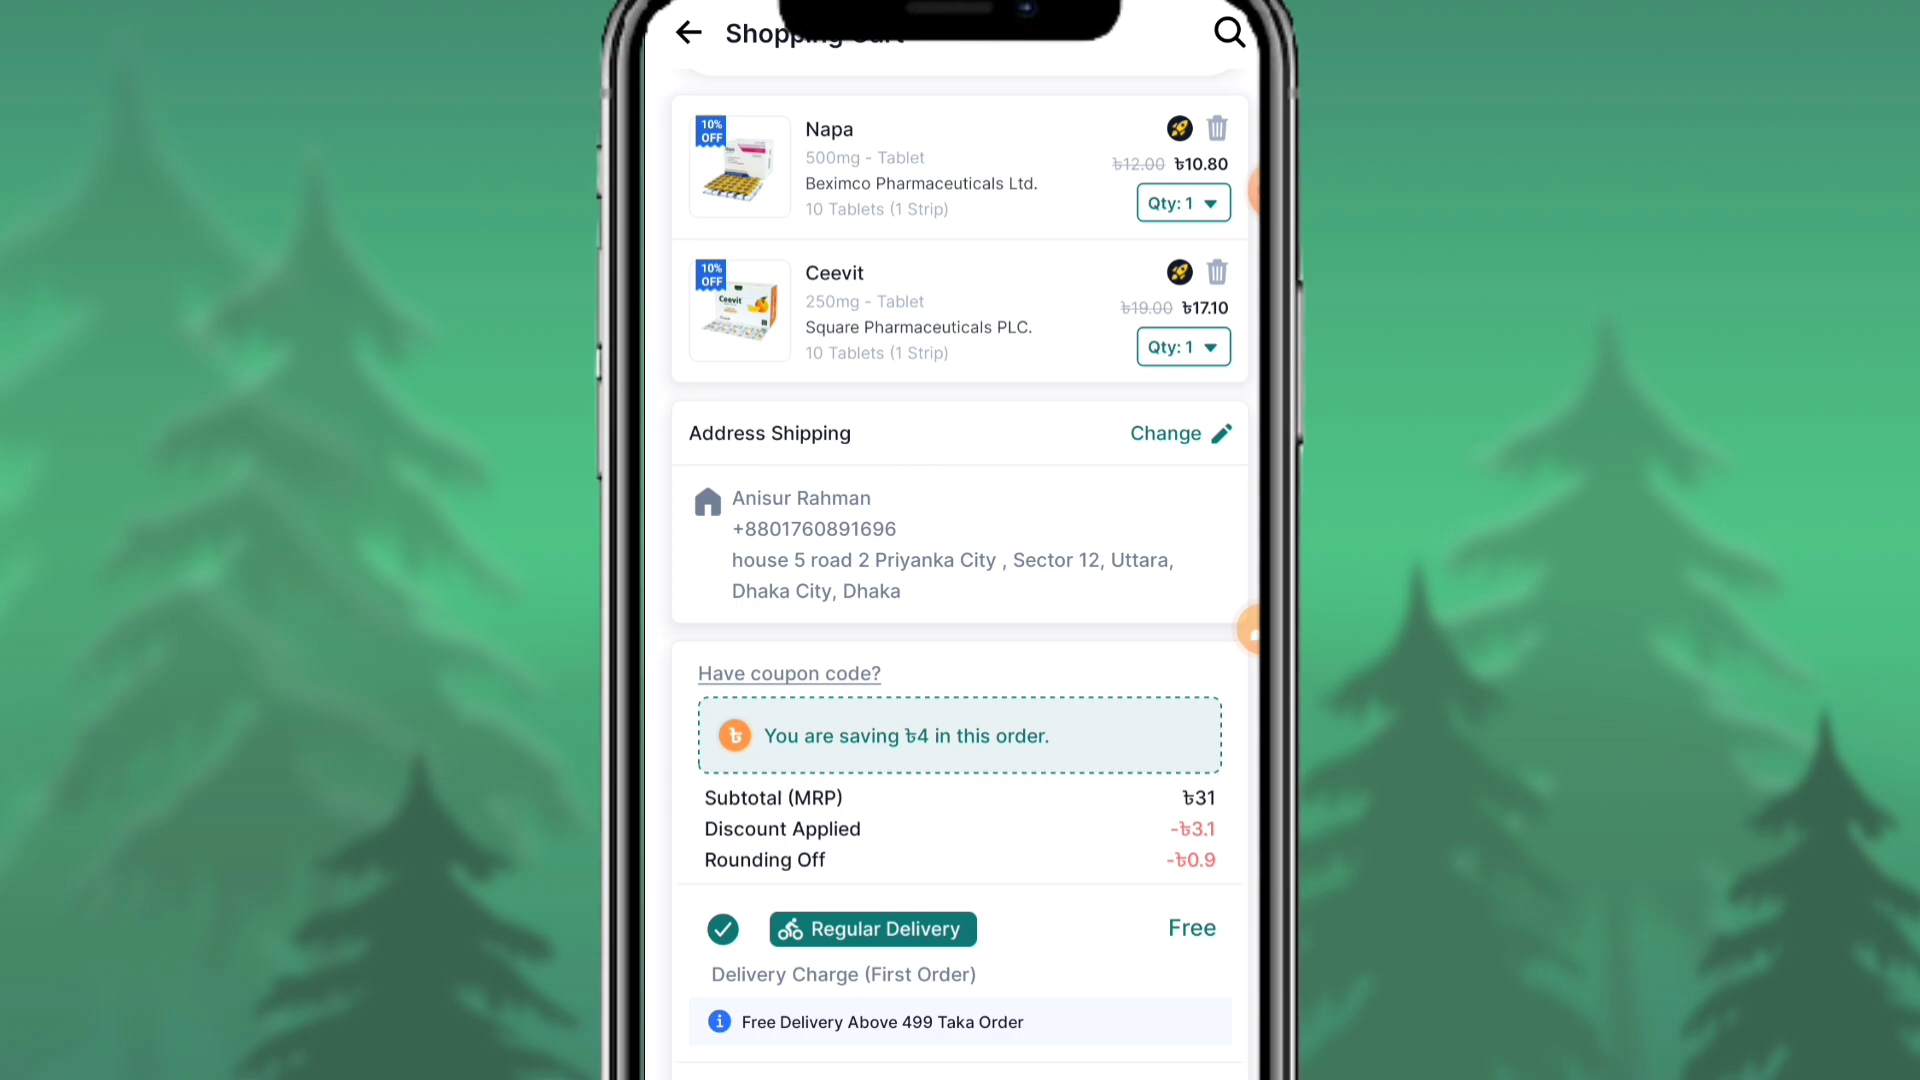 Shopping Cart
10%
OFF
Napa
500mg - Tablet
৳12.00 ৳10.80
Beximco Pharmaceuticals Ltd.
10 Tablets (1 Strip)
Qty: 1
10%
OFF
Ceevit
Ceevit
250mg - Tablet
৳19.00 ৳17.10
Square Pharmaceuticals PLC.
10 Tablets (1 Strip)
Qty: 1
Address Shipping
Change
Anisur Rahman
+8801760891696
house 5 road 2 Priyanka City , Sector 12, Uttara,
Dhaka City, Dhaka
Have coupon code?
৳ You are saving ৳4 in this order.
Subtotal (MRP) ৳31
Discount Applied -৳3.1
Rounding Off -৳0.9
Regular Delivery Free
Delivery Charge (First Order)
Free Delivery Above 499 Taka Order